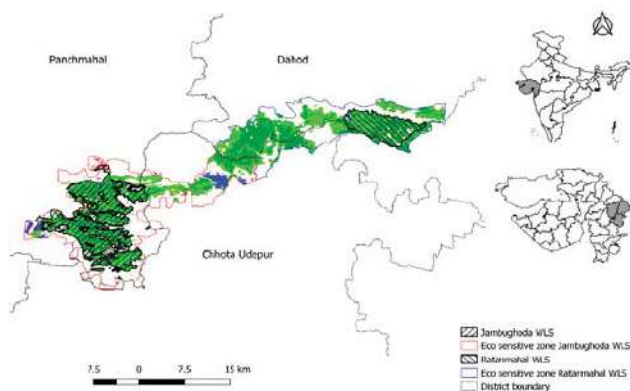 Panchmahal
Dahod
Chhota Udepur
Jambughoda WLS
Eco sensitive zone Jambughoda WLS
Ratanmahal WLS
Eco sensitive zone Ratanmahal WLS
District boundary
7.5 0 7.5 15 km